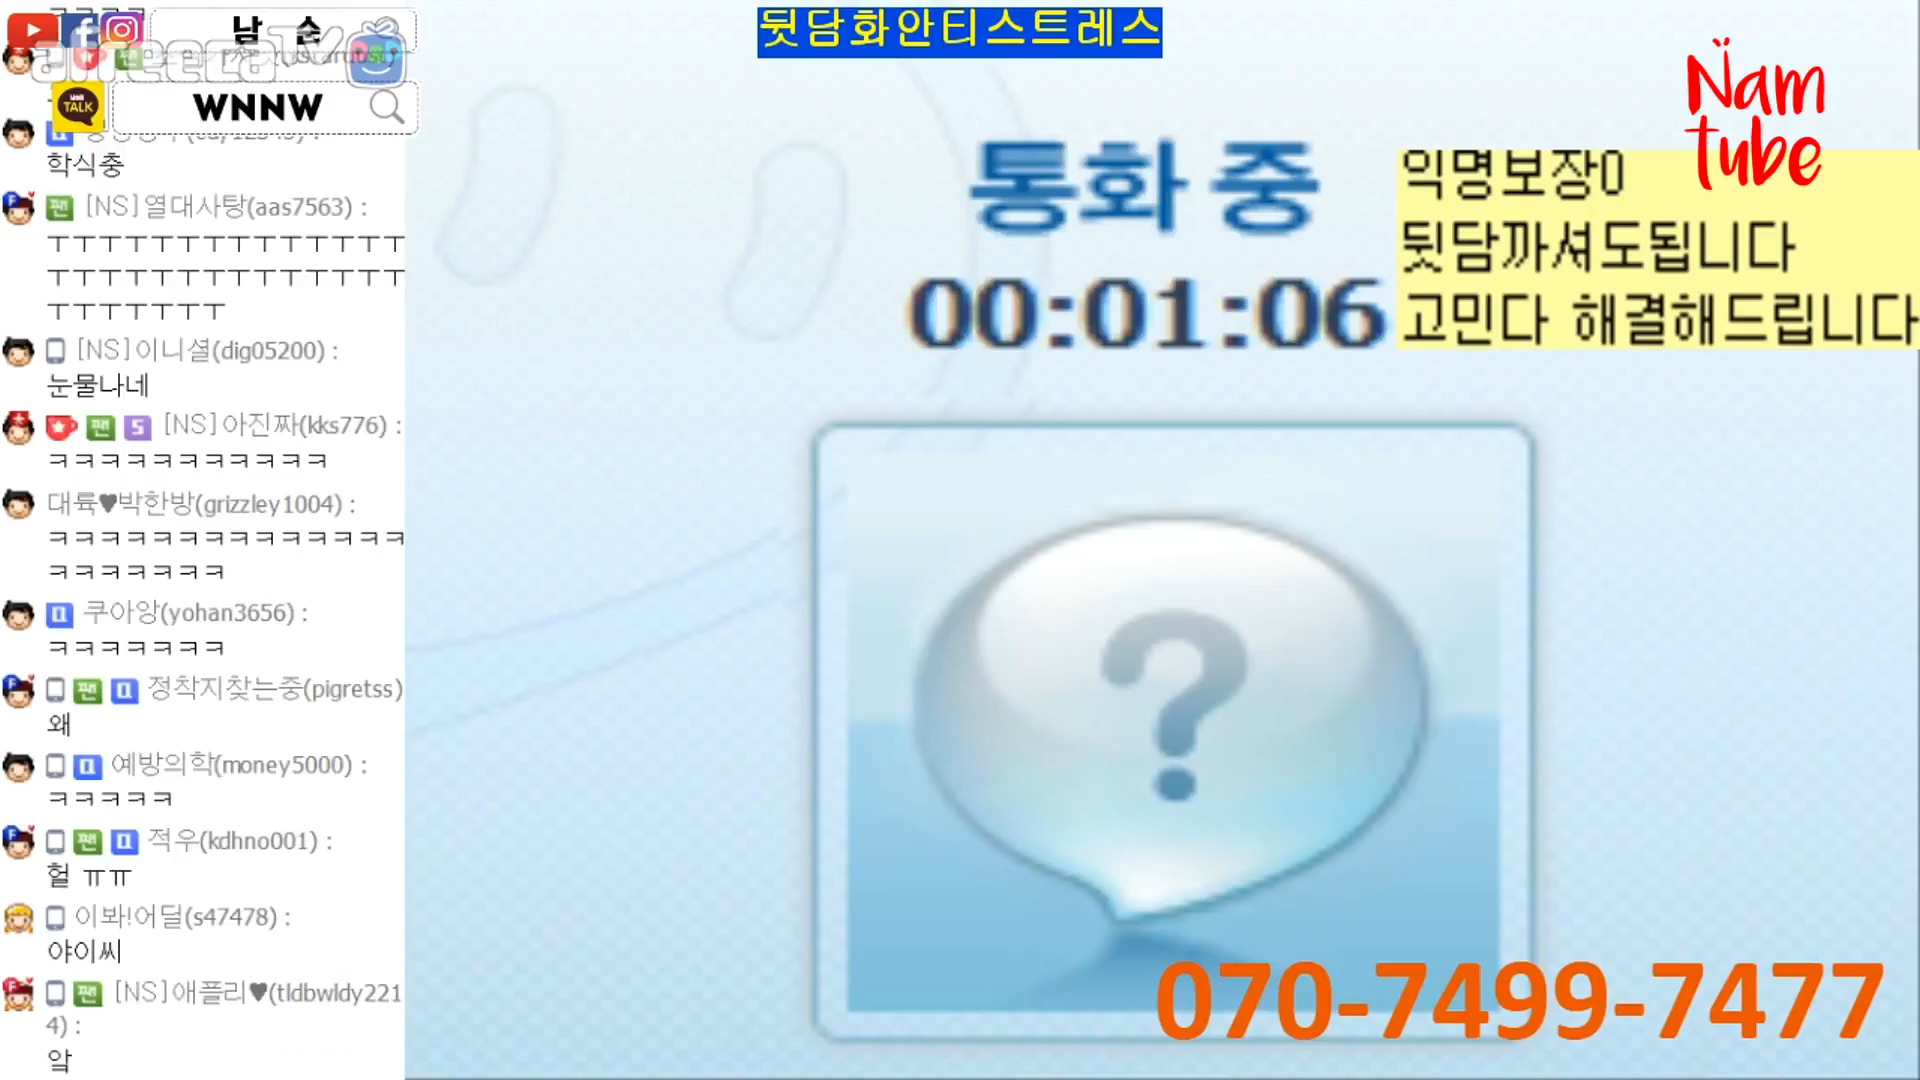 남 순
afreecaTV
WNNW
TALK
학식충
[NS]열대사탕(aas7563) :
ㅜㅜㅜㅜㅜㅜㅜㅜㅜㅜㅜㅜㅜㅜ
ㅜㅜㅜㅜㅜㅜㅜㅜㅜㅜㅜㅜㅜㅜ
ㅜㅜㅜㅜㅜㅜㅜ
[NS]이니셜(dig05200) :
눈물나네
[NS]아진짜(kks776) :
ㅋㅋㅋㅋㅋㅋㅋㅋㅋㅋㅋ
대륙♥박한방(grizzley1004) :
ㅋㅋㅋㅋㅋㅋㅋㅋㅋㅋㅋㅋㅋㅋ
ㅋㅋㅋㅋㅋㅋㅋ
쿠아앙(yohan3656) :
ㅋㅋㅋㅋㅋㅋㅋ
정착지찾는중(pigretss)
왜
예방의학(money5000) :
ㅋㅋㅋㅋㅋ
적우(kdhno001) :
헐 ㅠㅠ
이봐!어딜(s47478) :
야이씨
[NS]애플리♥(tldbwldy221
4) :
앜
뒷담화안티스트레스
통화 중
00:01:06
Nam
tube
익명보장0
뒷담까셔도됩니다
고민다 해결해드립니다
?
070-7499-7477